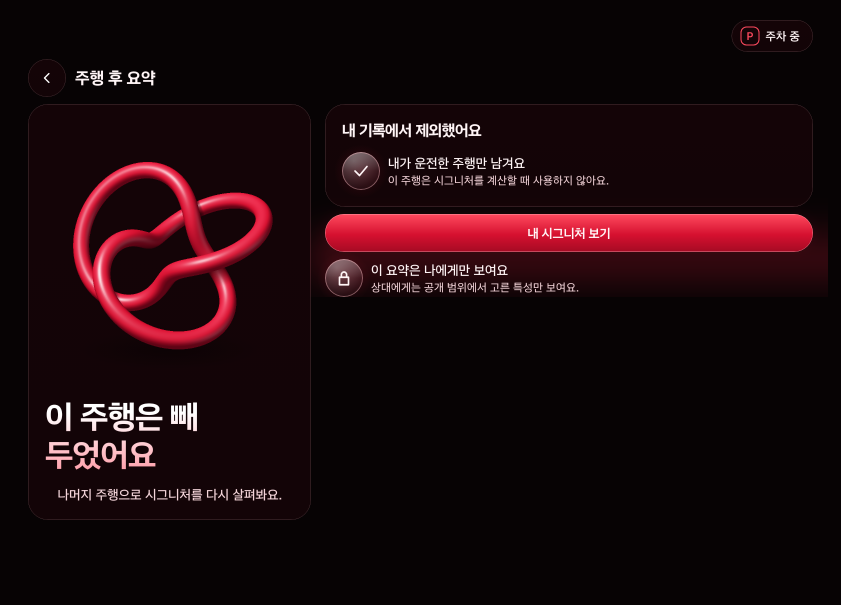 P 주차 중
주행 후 요약
이 주행은 빼
두었어요
나머지 주행으로 시그니처를 다시 살펴봐요.
내 기록에서 제외했어요
내가 운전한 주행만 남겨요
이 주행은 시그니처를 계산할 때 사용하지 않아요.
내 시그니처 보기
이 요약은 나에게만 보여요
상대에게는 공개 범위에서 고른 특성만 보여요.